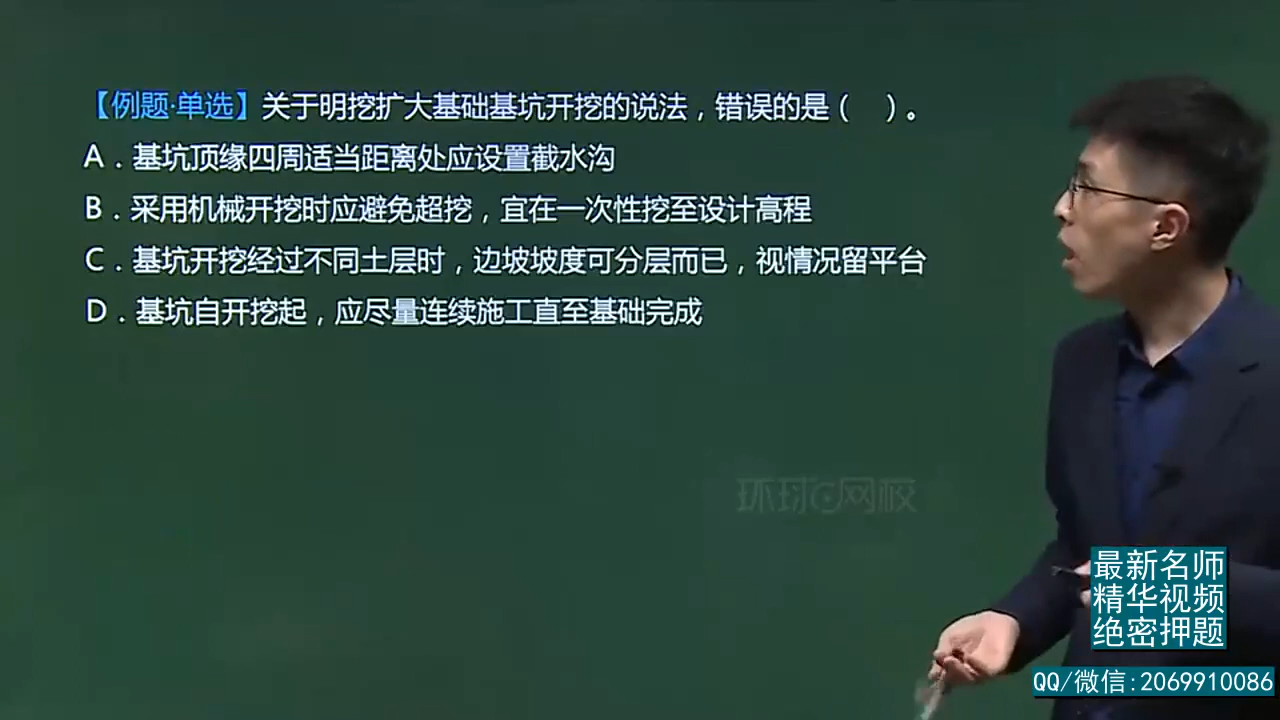 【例题·单选】关于明挖扩大基础基坑开挖的说法，错误的是（　）。
A．基坑顶缘四周适当距离处应设置截水沟
B．采用机械开挖时应避免超挖，宜在一次性挖至设计高程
C．基坑开挖经过不同土层时，边坡坡度可分层而已，视情况留平台
D．基坑自开挖起，应尽量连续施工直至基础完成
环球e网校
最新名师
精华视频
绝密押题
QQ/微信:2069910086